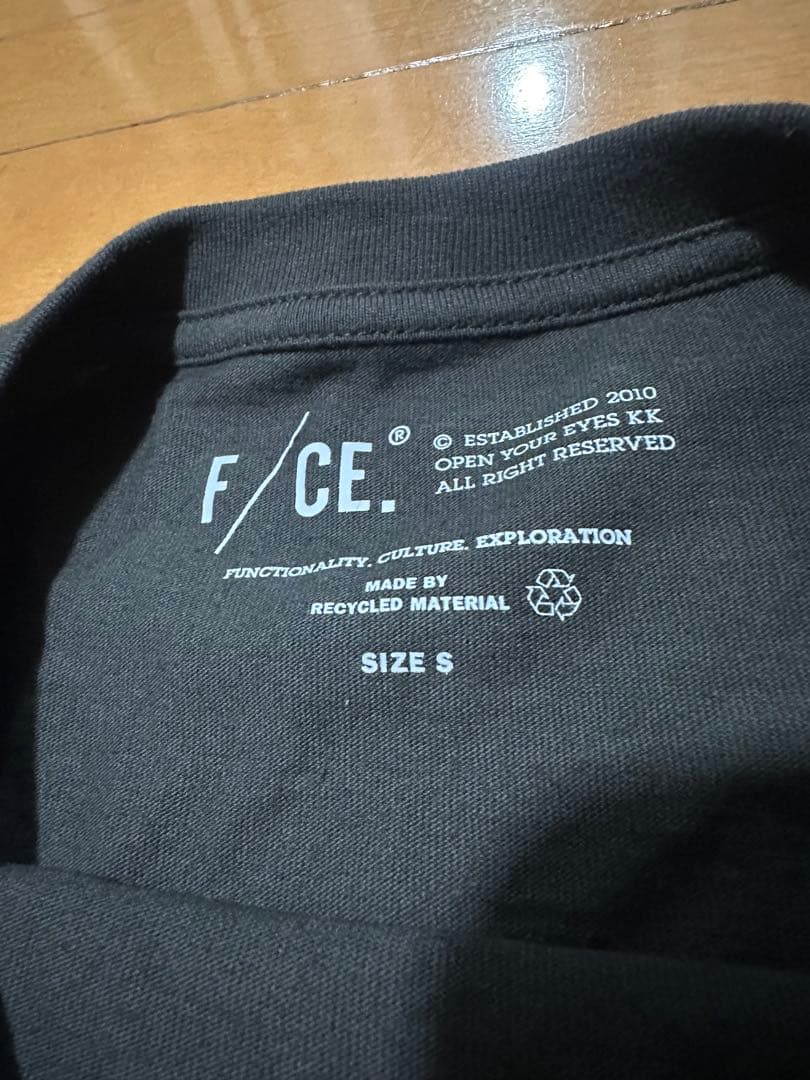 F/CE.®
© ESTABLISHED 2010
OPEN YOUR EYES KK
ALL RIGHT RESERVED
FUNCTIONALITY. CULTURE. EXPLORATION
MADE BY
RECYCLED MATERIAL
SIZE S